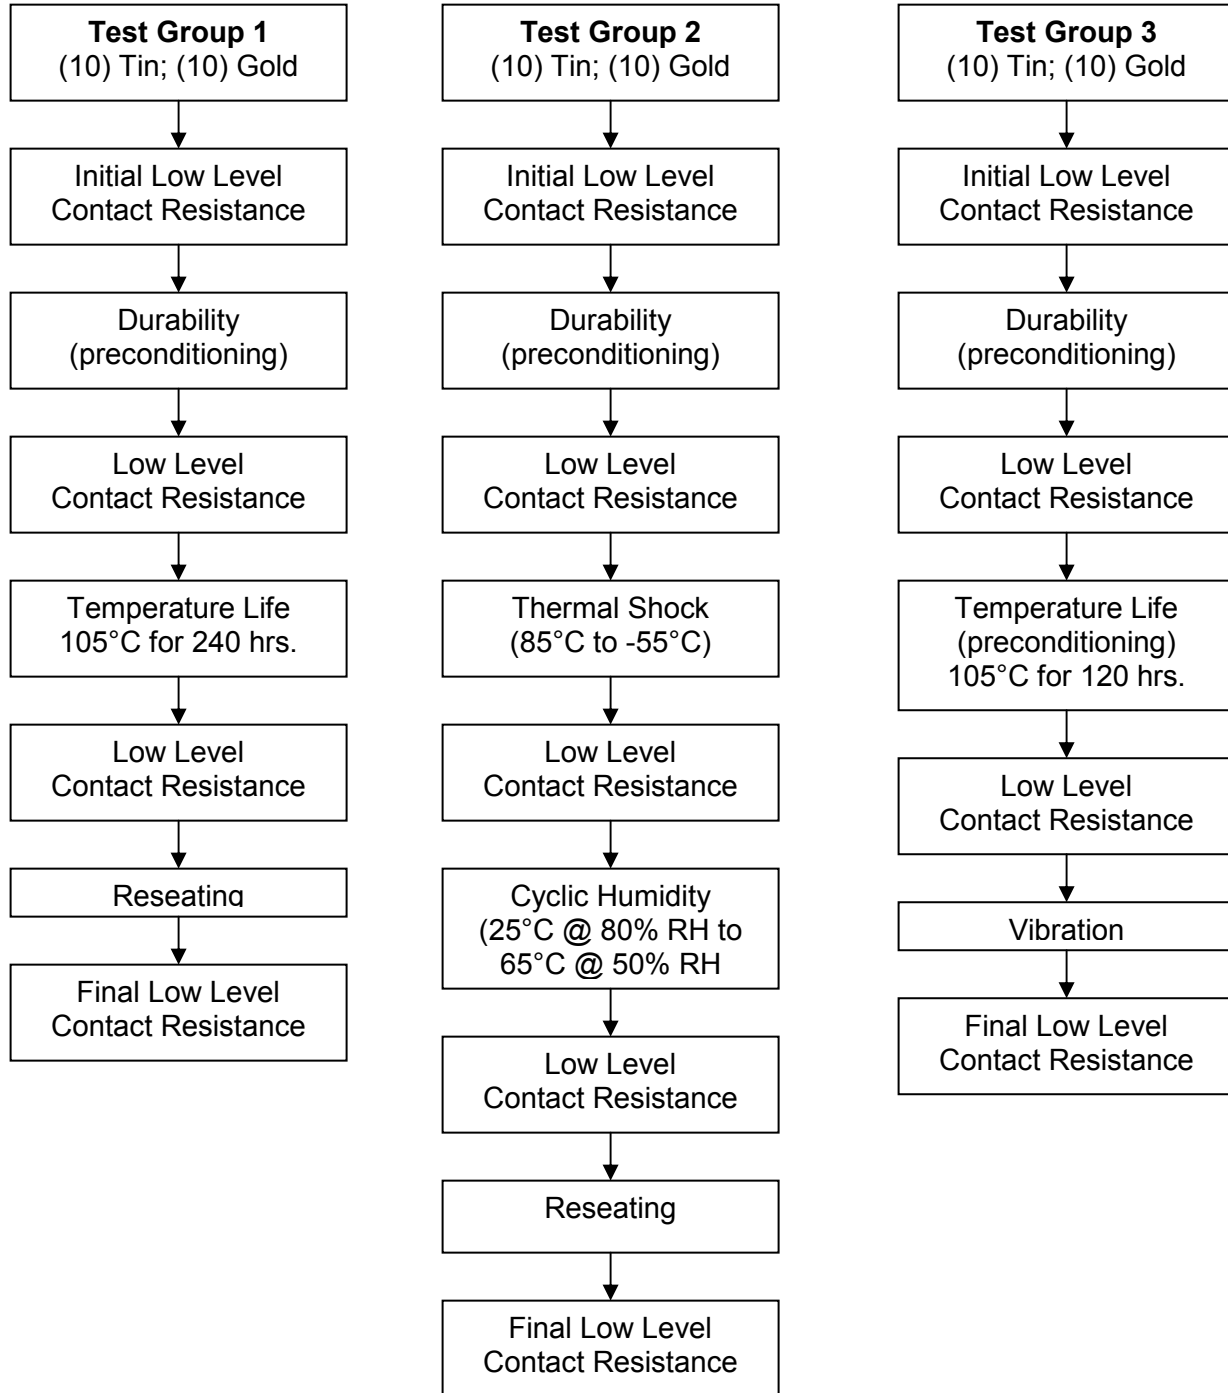 Test Group 1
(10) Tin; (10) Gold
Initial Low Level
Contact Resistance
Durability
(preconditioning)
Low Level
Contact Resistance
Temperature Life
105°C for 240 hrs.
Low Level
Contact Resistance
Reseating
Final Low Level
Contact Resistance
Test Group 2
(10) Tin; (10) Gold
Initial Low Level
Contact Resistance
Durability
(preconditioning)
Low Level
Contact Resistance
Thermal Shock
(85°C to -55°C)
Low Level
Contact Resistance
Cyclic Humidity
(25°C @ 80% RH to
65°C @ 50% RH
Low Level
Contact Resistance
Reseating
Final Low Level
Contact Resistance
Test Group 3
(10) Tin; (10) Gold
Initial Low Level
Contact Resistance
Durability
(preconditioning)
Low Level
Contact Resistance
Temperature Life
(preconditioning)
105°C for 120 hrs.
Low Level
Contact Resistance
Vibration
Final Low Level
Contact Resistance